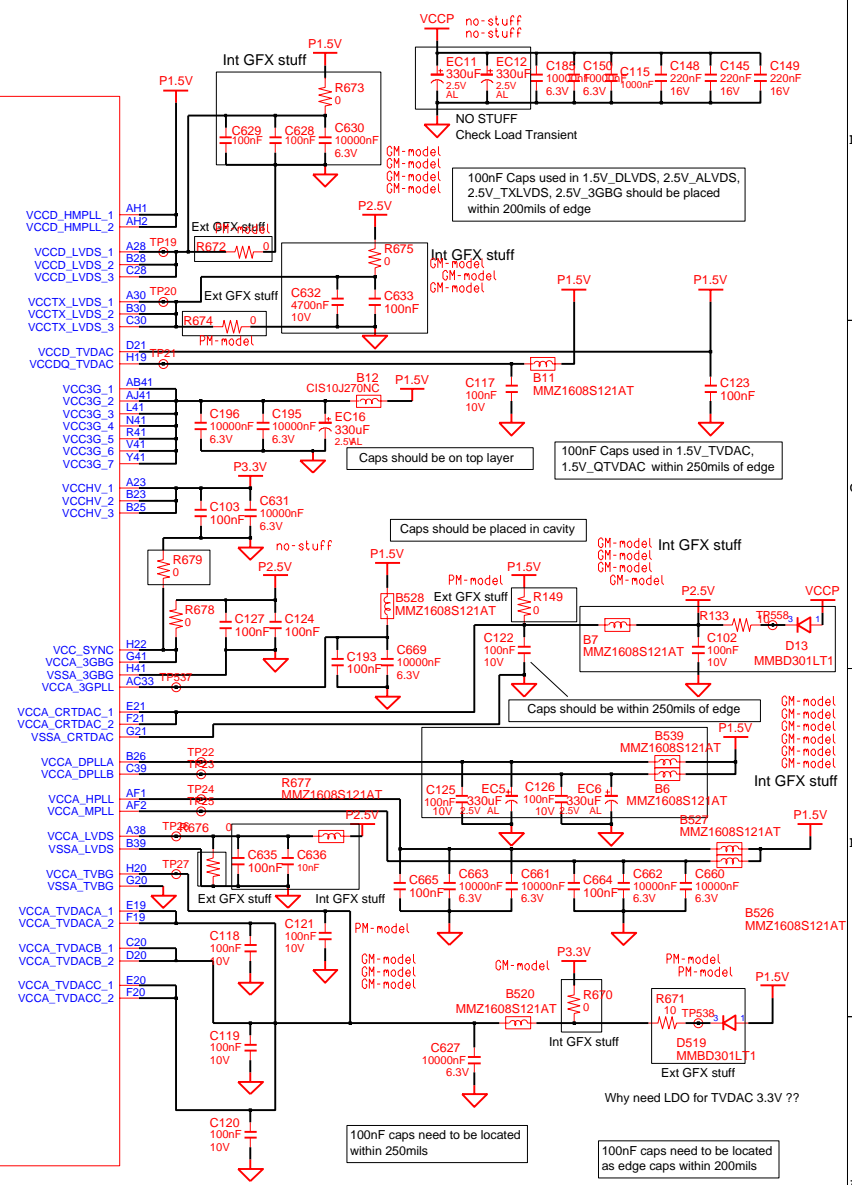 VCCP
no-stuff
no-stuff
P1.5V
Int GFX stuff
P1.5V
R673
0
C629
100nF
C628
100nF
C630
10000nF
6.3V
GM-model
GM-model
GM-model
GM-model
EC11
330uF
2.5V
AL
EC12
330uF
2.5V
AL
C185
6.3V
C150
6.3V
C115
1000nF
C148
220nF
16V
C145
220nF
16V
C149
220nF
16V
NO STUFF
Check Load Transient
100nF Caps used in 1.5V_DLVDS, 2.5V_ALVDS,
2.5V_TXLVDS, 2.5V_3GBG should be placed
within 200mils of edge
VCCD_HMPLL_1 AH1
VCCD_HMPLL_2 AH2
VCCD_LVDS_1 A28 TP19
VCCD_LVDS_2 B28
VCCD_LVDS_3 C28
Ext GFX stuff
PM-model
R672 0
P2.5V
R675
0
Int GFX stuff
GM-model
GM-model
GM-model
C632
4700nF
10V
C633
100nF
VCCTX_LVDS_1 A30 TP20
VCCTX_LVDS_2 B30
VCCTX_LVDS_3 C30
Ext GFX stuff
R674 0
PM-model
P1.5V
P1.5V
VCCD_TVDAC D21
VCCDQ_TVDAC H19 TP21
B11
MMZ1608S121AT
C117
100nF
10V
C123
100nF
VCC3G_1 AB41
VCC3G_2 AJ41
VCC3G_3 L41
VCC3G_4 N41
VCC3G_5 R41
VCC3G_6 V41
VCC3G_7 Y41
B12
CIS10J270NC
P1.5V
C196
10000nF
6.3V
C195
10000nF
6.3V
EC16
330uF
2.5V
AL
Caps should be on top layer
100nF Caps used in 1.5V_TVDAC,
1.5V_QTVDAC within 250mils of edge
VCCHV_1 A23
VCCHV_2 B23
VCCHV_3 B25
P3.3V
C103
100nF
C631
10000nF
6.3V
R679
0
no-stuff
P2.5V
R678
0
C127
100nF
C124
100nF
Caps should be placed in cavity
P1.5V
B528
MMZ1608S121AT
C193
100nF
C669
10000nF
6.3V
PM-model
P1.5V
Ext GFX stuff
R149
0
C122
100nF
10V
GM-model
GM-model
GM-model
GM-model
Int GFX stuff
P2.5V
VCCP
B7
MMZ1608S121AT
R133
10
TP558
3 1
C102
100nF
10V
D13
MMBD301LT1
VCC_SYNC H22
VCCA_3GBG G41
VSSA_3GBG H41
VCCA_3GPLL AC33 TP537
Caps should be within 250mils of edge
VCCA_CRTDAC_1 E21
VCCA_CRTDAC_2 F21
VSSA_CRTDAC G21
GM-model
GM-model
GM-model
GM-model
P1.5V
Int GFX stuff
B539
MMZ1608S121AT
B6
MMZ1608S121AT
VCCA_DPLLA B26 TP22
VCCA_DPLLB C39 TP23
C125
100nF
10V
EC5
330uF
2.5V AL
C126
100nF
10V
EC6
330uF
2.5V AL
VCCA_HPLL AF1 TP24
VCCA_MPLL AF2 TP25
R677
MMZ1608S121AT
P2.5V
B527
MMZ1608S121AT
P1.5V
VCCA_LVDS A38 TP26
VSSA_LVDS B39
R676 0
C635
100nF
C636
10nF
Ext GFX stuff
Int GFX stuff
C665
100nF
C663
10000nF
6.3V
C661
10000nF
6.3V
C664
100nF
C662
10000nF
6.3V
C660
10000nF
6.3V
B526
MMZ1608S121AT
VCCA_TVBG H20 TP27
VSSA_TVBG G20
VCCA_TVDACA_1 E19
VCCA_TVDACA_2 F19
VCCA_TVDACB_1 C20
VCCA_TVDACB_2 D20
VCCA_TVDACC_1 E20
VCCA_TVDACC_2 F20
C118
100nF
10V
C121
100nF
10V
PM-model
GM-model
GM-model
GM-model
GM-model
P3.3V
R670
0
B520
MMZ1608S121AT
Int GFX stuff
PM-model
PM-model
P1.5V
R671
10
TP538
3 1
D519
MMBD301LT1
Ext GFX stuff
C119
100nF
10V
C627
10000nF
6.3V
Why need LDO for TVDAC 3.3V ??
C120
100nF
10V
100nF caps need to be located
within 250mils
100nF caps need to be located
as edge caps within 200mils